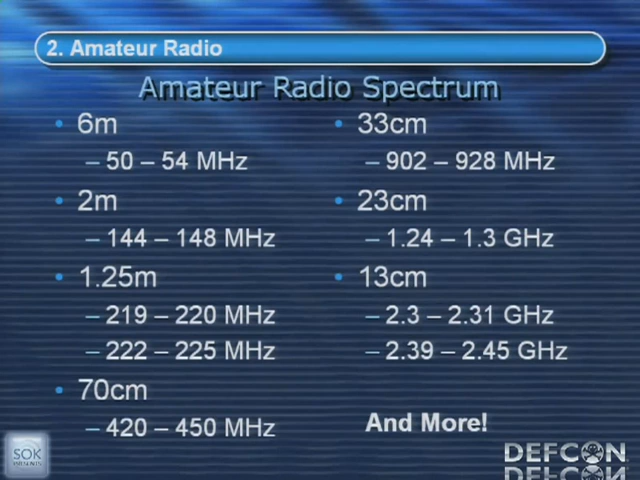 2. Amateur Radio
Amateur Radio Spectrum
• 6m
– 50 – 54 MHz
• 2m
– 144 – 148 MHz
• 1.25m
– 219 – 220 MHz
– 222 – 225 MHz
• 70cm
– 420 – 450 MHz
• 33cm
– 902 – 928 MHz
• 23cm
– 1.24 – 1.3 GHz
• 13cm
– 2.3 – 2.31 GHz
– 2.39 – 2.45 GHz
And More!
SOK
PRESENTS
DEFCON